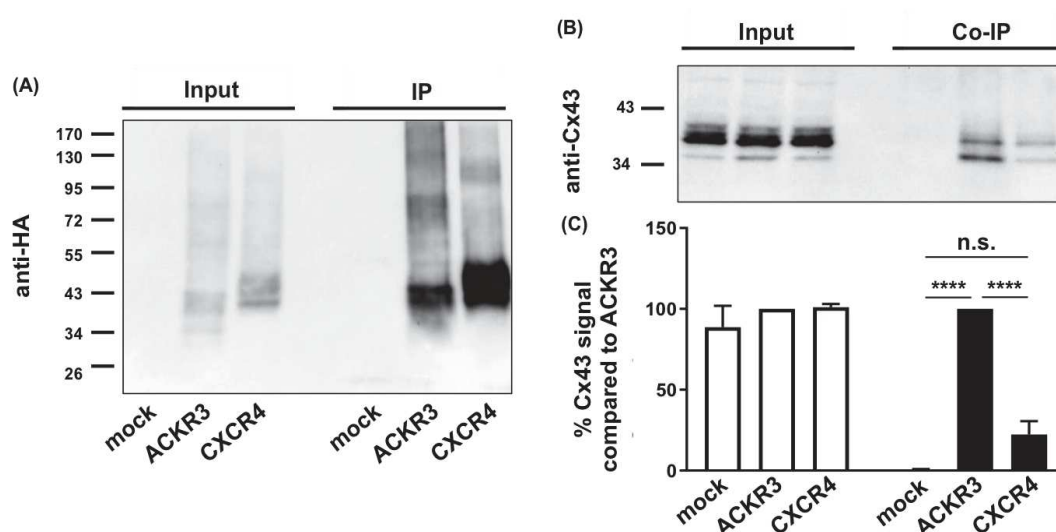 (A)
Input
IP
anti-HA
170
130
95
72
55
43
34
26
mock
ACKR3
CXCR4
mock
ACKR3
CXCR4
(B)
Input
Co-IP
anti-Cx43
43
34
(C)
% Cx43 signal
compared to ACKR3
150
100
50
0
n.s.
**** ****
mock
ACKR3
CXCR4
mock
ACKR3
CXCR4